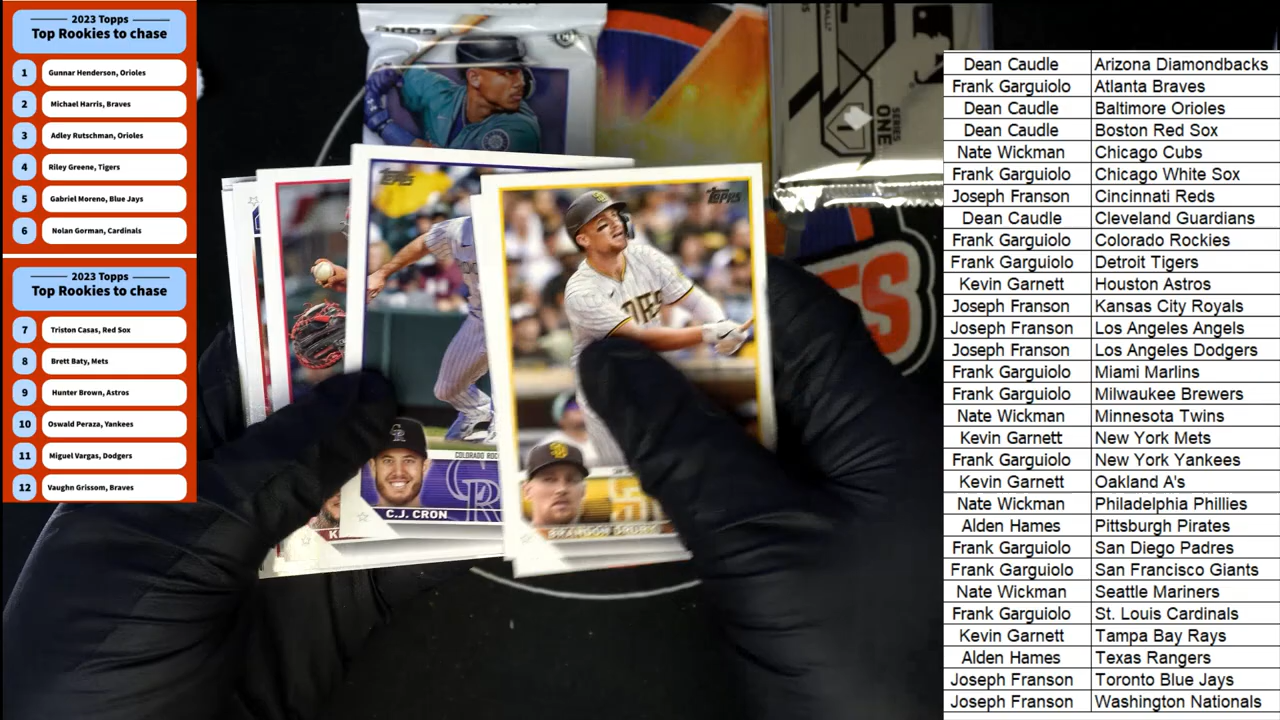 2023 Topps
Top Rookies to chase
1 Gunnar Henderson, Orioles
2 Michael Harris, Braves
3 Adley Rutschman, Orioles
4 Riley Greene, Tigers
5 Gabriel Moreno, Blue Jays
6 Nolan Gorman, Cardinals
2023 Topps
Top Rookies to chase
7 Triston Casas, Red Sox
8 Brett Baty, Mets
9 Hunter Brown, Astros
10 Oswald Peraza, Yankees
11 Miguel Vargas, Dodgers
12 Vaughn Grissom, Braves
SERIES
ONE
TOPPS
TOPPS
COLORADO ROC
C.J. CRON
BRANDON DRURY
Dean Caudle Arizona Diamondbacks
Frank Garguiolo Atlanta Braves
Dean Caudle Baltimore Orioles
Dean Caudle Boston Red Sox
Nate Wickman Chicago Cubs
Frank Garguiolo Chicago White Sox
Joseph Franson Cincinnati Reds
Dean Caudle Cleveland Guardians
Frank Garguiolo Colorado Rockies
Frank Garguiolo Detroit Tigers
Kevin Garnett Houston Astros
Joseph Franson Kansas City Royals
Joseph Franson Los Angeles Angels
Joseph Franson Los Angeles Dodgers
Frank Garguiolo Miami Marlins
Frank Garguiolo Milwaukee Brewers
Nate Wickman Minnesota Twins
Kevin Garnett New York Mets
Frank Garguiolo New York Yankees
Kevin Garnett Oakland A's
Nate Wickman Philadelphia Phillies
Alden Hames Pittsburgh Pirates
Frank Garguiolo San Diego Padres
Frank Garguiolo San Francisco Giants
Nate Wickman Seattle Mariners
Frank Garguiolo St. Louis Cardinals
Kevin Garnett Tampa Bay Rays
Alden Hames Texas Rangers
Joseph Franson Toronto Blue Jays
Joseph Franson Washington Nationals